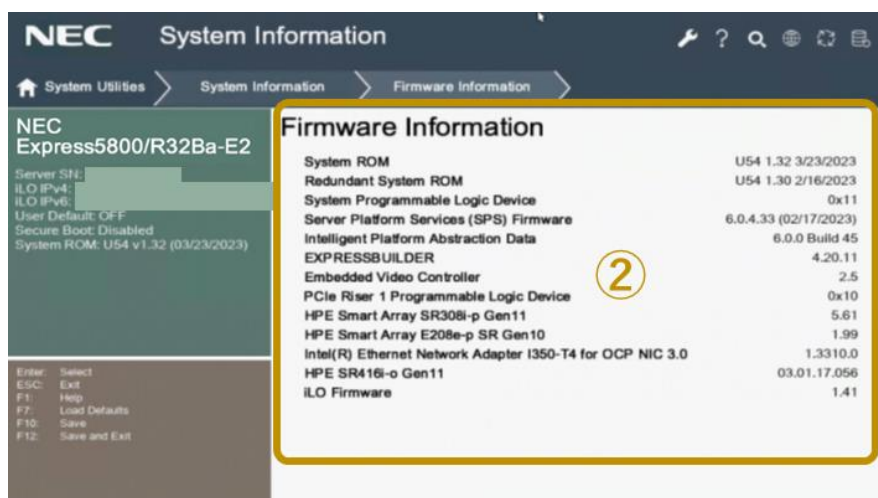 NEC System Information
System Utilities System Information Firmware Information
NEC
Express5800/R32Ba-E2
Server SN:
iLO IPv4:
iLO IPv6:
User Default: OFF
Secure Boot: Disabled
System ROM: U54 v1.32 (03/23/2023)
Enter: Select
ESC: Exit
F1: Help
F7: Load Defaults
F10: Save
F12: Save and Exit
Firmware Information
System ROM U54 1.32 3/23/2023
Redundant System ROM U54 1.30 2/16/2023
System Programmable Logic Device 0x11
Server Platform Services (SPS) Firmware 6.0.4.33 (02/17/2023)
Intelligent Platform Abstraction Data 6.0.0 Build 45
EXPRESSBUILDER 4.20.11
Embedded Video Controller 2.5
PCIe Riser 1 Programmable Logic Device 0x10
HPE Smart Array SR308i-p Gen11 5.61
HPE Smart Array E208e-p SR Gen10 1.99
Intel(R) Ethernet Network Adapter I350-T4 for OCP NIC 3.0 1.3310.0
HPE SR416i-o Gen11 03.01.17.056
iLO Firmware 1.41
②